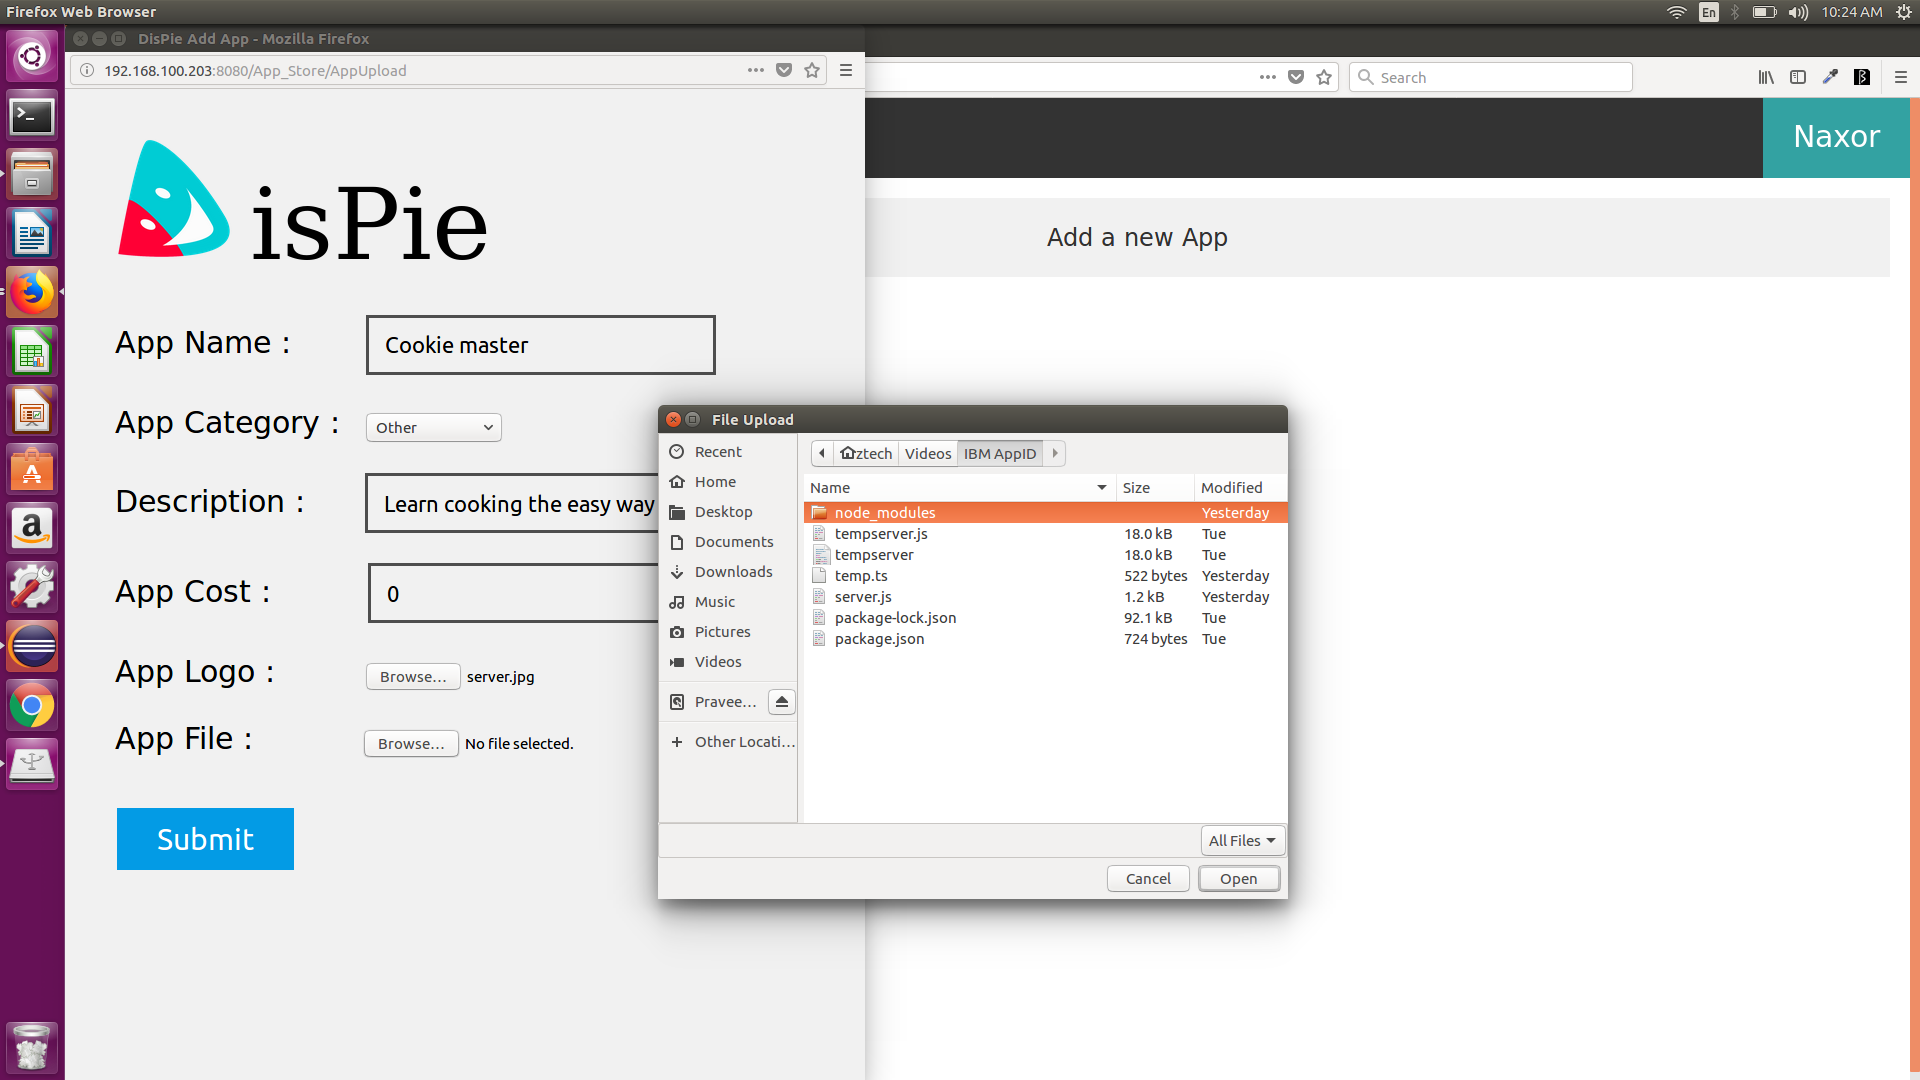 Firefox Web Browser
En
10:24 AM
DisPie Add App - Mozilla Firefox
192.168.100.203:8080/App_Store/AppUpload
Search
Naxor
isPie
Add a new App
App Name :
Cookie master
App Category :
Other
Description :
Learn cooking the easy way
App Cost :
0
App Logo :
Browse...
server.jpg
App File :
Browse...
No file selected.
Submit
File Upload
Recent
Home
Desktop
Documents
Downloads
Music
Pictures
Videos
Pravee...
Other Locati...
rztech
Videos
IBM AppID
Name Size Modified
node_modules Yesterday
tempserver.js 18.0 kB Tue
tempserver 18.0 kB Tue
temp.ts 522 bytes Yesterday
server.js 1.2 kB Yesterday
package-lock.json 92.1 kB Tue
package.json 724 bytes Tue
All Files
Cancel
Open